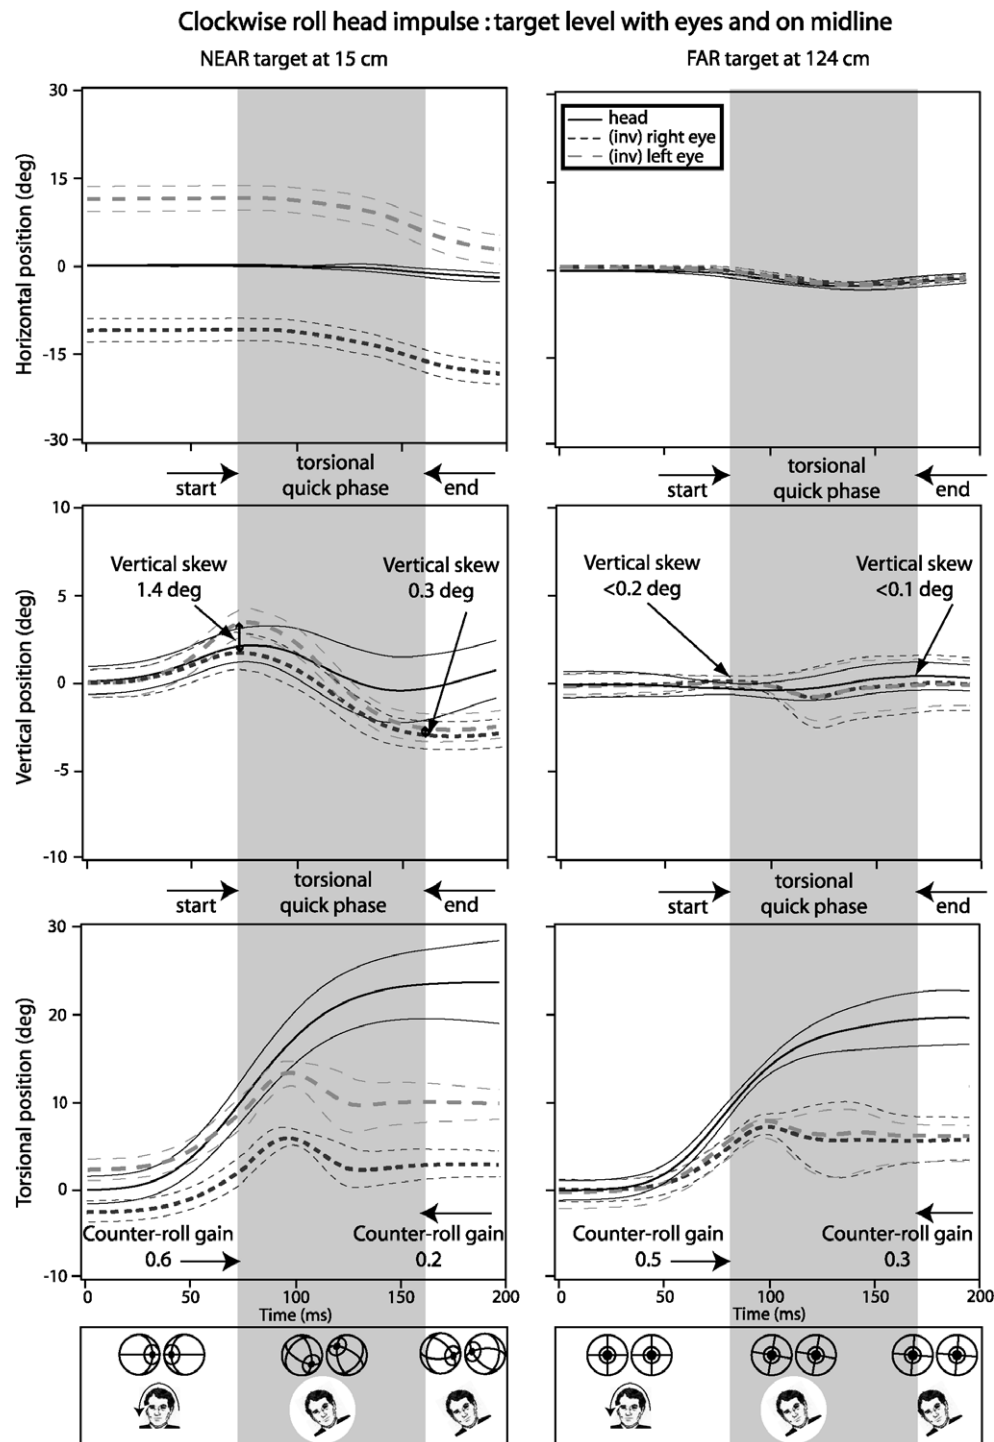 Clockwise roll head impulse : target level with eyes and on midline
NEAR target at 15 cm
FAR target at 124 cm
Horizontal position (deg)
30
15
0
-15
-30
head
(inv) right eye
(inv) left eye
start
torsional
quick phase
end
start
torsional
quick phase
end
Vertical position (deg)
10
5
0
-5
-10
Vertical skew
1.4 deg
Vertical skew
0.3 deg
Vertical skew
<0.2 deg
Vertical skew
<0.1 deg
start
torsional
quick phase
end
start
torsional
quick phase
end
Torsional position (deg)
30
20
10
0
-10
Counter-roll gain
0.6
Counter-roll gain
0.2
Counter-roll gain
0.5
Counter-roll gain
0.3
0
50
100
150
200
Time (ms)
0
50
100
150
200
Time (ms)